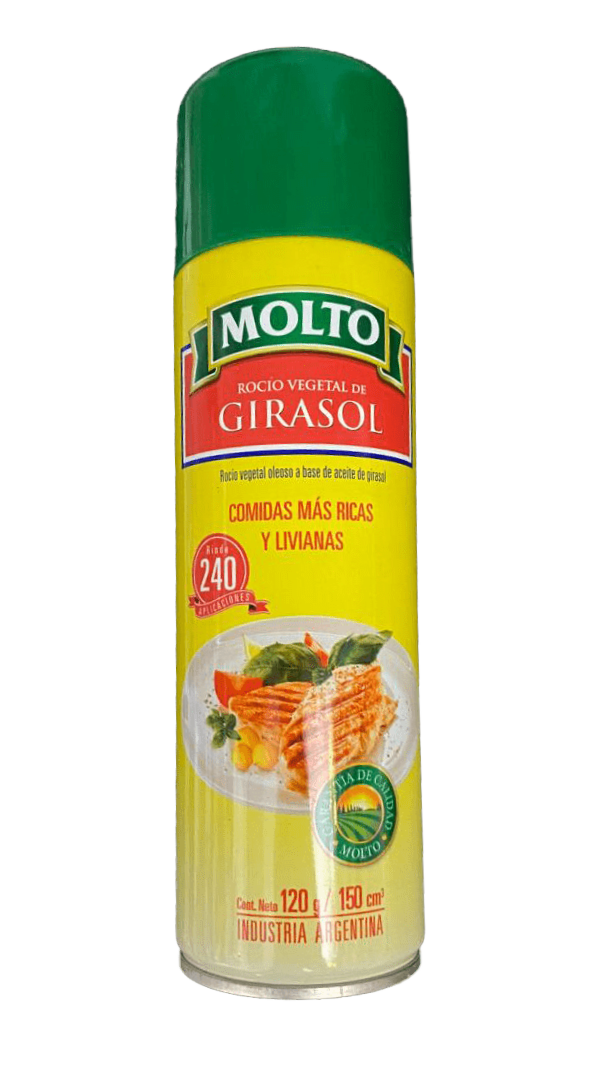 MOLTO
ROCÍO VEGETAL DE
GIRASOL
Rocío vegetal oleoso a base de aceite de girasol
COMIDAS MÁS RICAS
Y LIVIANAS
Rinde
240
APLICACIONES
GARANTÍA DE CALIDAD
MOLTO
Cont. Neto 120 g / 150 cm³
INDUSTRIA ARGENTINA